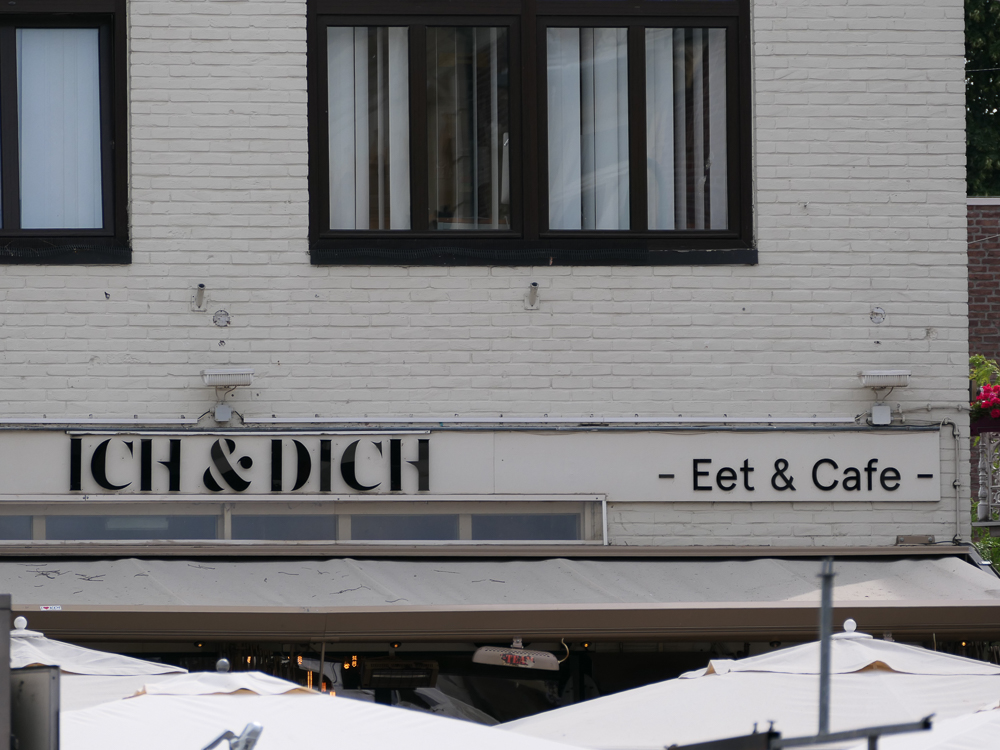 ICH & DICH
- Eet & Cafe -